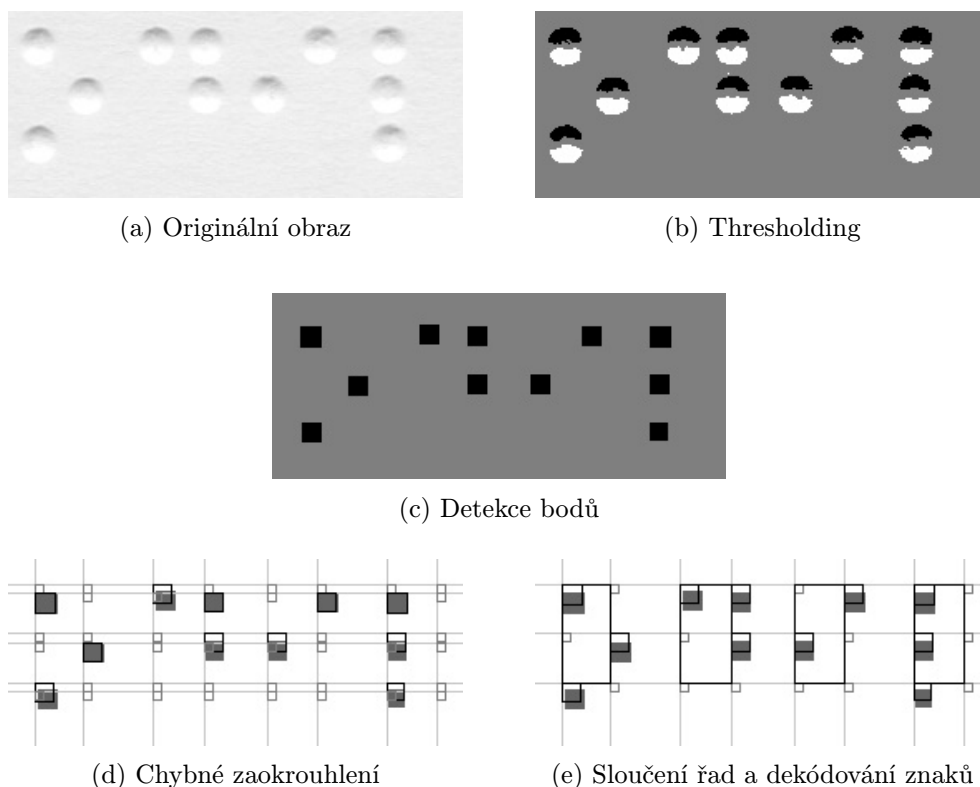 (a) Originální obraz
(b) Thresholding
(c) Detekce bodů
(d) Chybné zaokrouhlení
(e) Sloučení řad a dekódování znaků